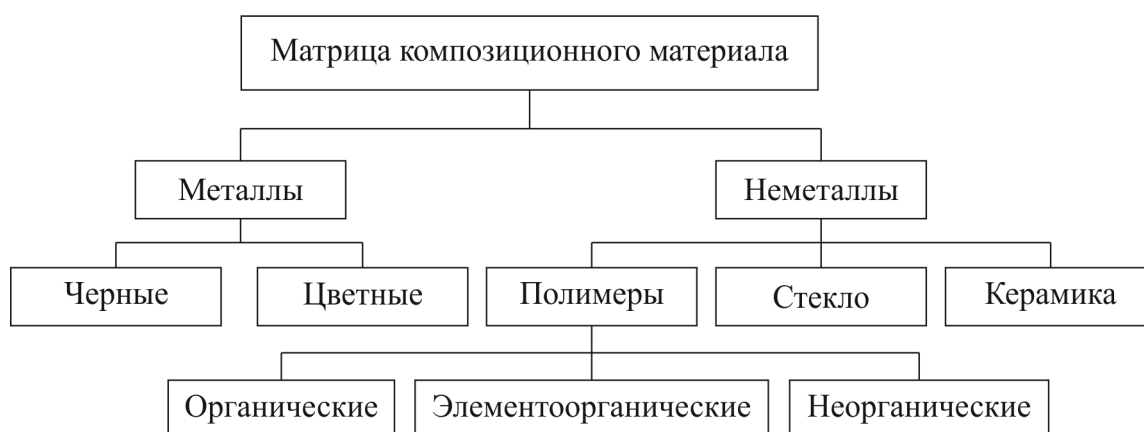 Матрица композиционного материала
Металлы
Неметаллы
Черные
Цветные
Полимеры
Стекло
Керамика
Органические
Элементоорганические
Неорганические